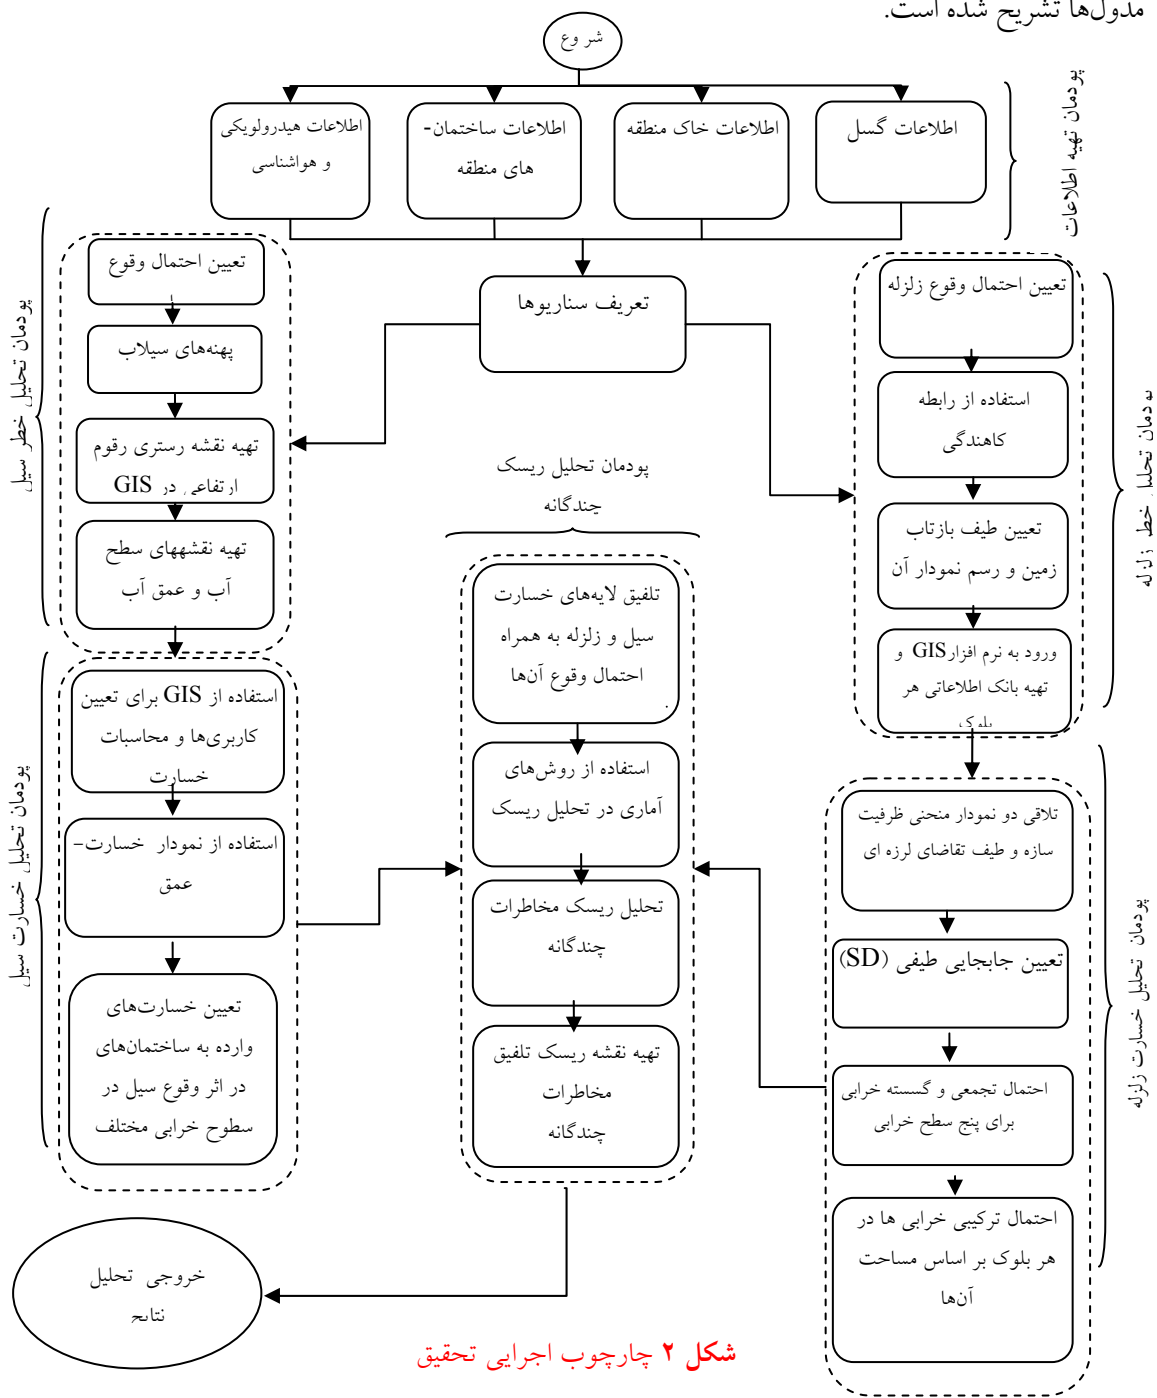 مدول‌ها تشریح شده است.
شروع
پودمان تهیه اطلاعات
اطلاعات گسل
اطلاعات خاک منطقه
اطلاعات ساختمان-
های منطقه
اطلاعات هیدرولویکی
و هواشناسی
تعریف سناریوها
پودمان تحلیل خطر زلزله
تعیین احتمال وقوع زلزله
استفاده از رابطه
کاهندگی
تعیین طیف بازتاب
زمین و رسم نمودار آن
ورود به نرم افزارGIS و
تهیه بانک اطلاعاتی هر
بلوک
پودمان تحلیل خسارت زلزله
تلاقی دو نمودار منحنی ظرفیت
سازه و طیف تقاضای لرزه ای
تعیین جابجایی طیفی (SD)
احتمال تجمعی و گسسته خرابی
برای پنج سطح خرابی
احتمال ترکیبی خرابی ها در
هر بلوک بر اساس مساحت
آن‌ها
پودمان تحلیل خطر سیل
تعیین احتمال وقوع
پهنه‌های سیلاب
تهیه نقشه رستری رقوم
ارتفاعی در GIS
تهیه نقشههای سطح
آب و عمق آب
پودمان تحلیل خسارت سیل
استفاده از GIS برای تعیین
کاربری‌ها و محاسبات
خسارت
استفاده از نمودار خسارت-
عمق
تعیین خسارت‌های
وارده به ساختمان‌های
در اثر وقوع سیل در
سطوح خرابی مختلف
پودمان تحلیل ریسک
چندگانه
تلفیق لایه‌های خسارت
سیل و زلزله به همراه
احتمال وقوع آن‌ها
.
استفاده از روش‌های
آماری در تحلیل ریسک
تحلیل ریسک مخاطرات
چندگانه
تهیه نقشه ریسک تلفیق
مخاطرات
چندگانه
خروجی تحلیل
نتایج
شکل ۲ چارچوب اجرایی تحقیق